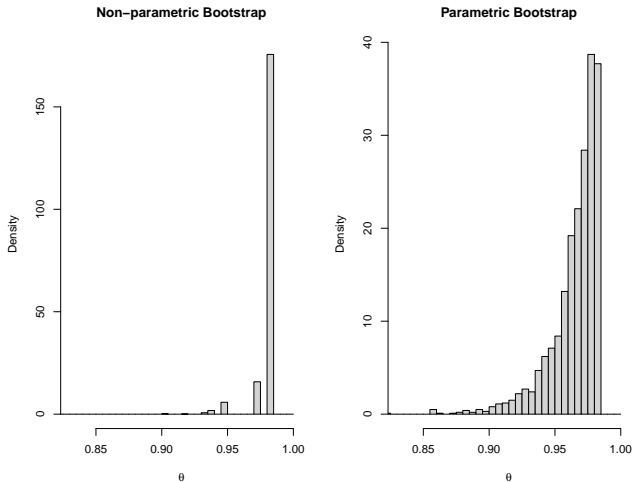 Non−parametric Bootstrap
Density
0
50
100
150
0.85 0.90 0.95 1.00
θ
Parametric Bootstrap
Density
0
10
20
30
40
0.85 0.90 0.95 1.00
θ